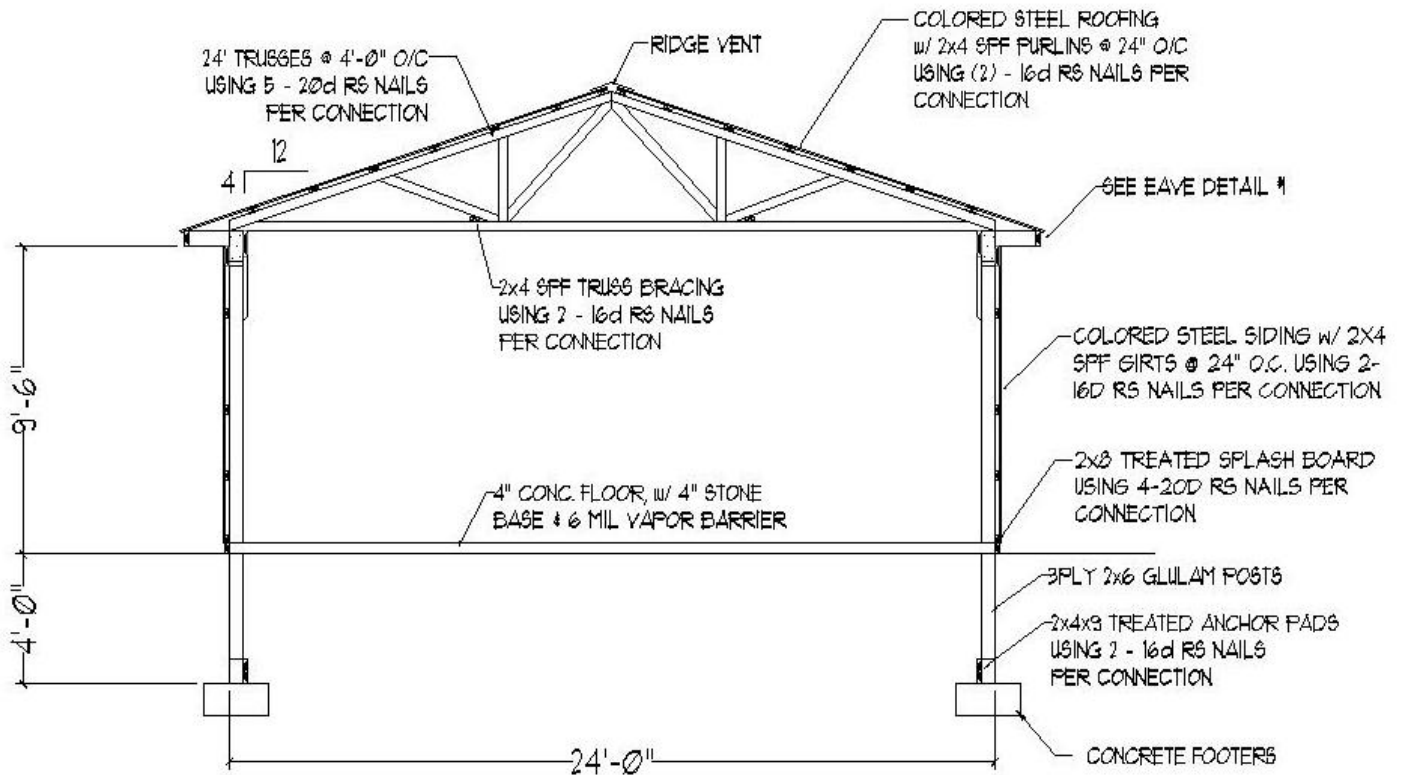 24' TRUSSES @ 4'-0" O/C
USING 5 - 20d RS NAILS
PER CONNECTION
RIDGE VENT
COLORED STEEL ROOFING
w/ 2x4 SPF PURLINS @ 24" O/C
USING (2) - 16d RS NAILS PER
CONNECTION
12
4
SEE EAVE DETAIL #1
2x4 SPF TRUSS BRACING
USING 2 - 16d RS NAILS
PER CONNECTION
COLORED STEEL SIDING w/ 2X4
SPF GIRTS @ 24" O.C. USING 2-
16D RS NAILS PER CONNECTION
9'-6"
2x8 TREATED SPLASH BOARD
USING 4-20D RS NAILS PER
CONNECTION
4" CONC. FLOOR, w/ 4" STONE
BASE & 6 MIL VAPOR BARRIER
3PLY 2x6 GLULAM POSTS
4'-0"
2x4x9 TREATED ANCHOR PADS
USING 2 - 16d RS NAILS
PER CONNECTION
24'-0"
CONCRETE FOOTERS